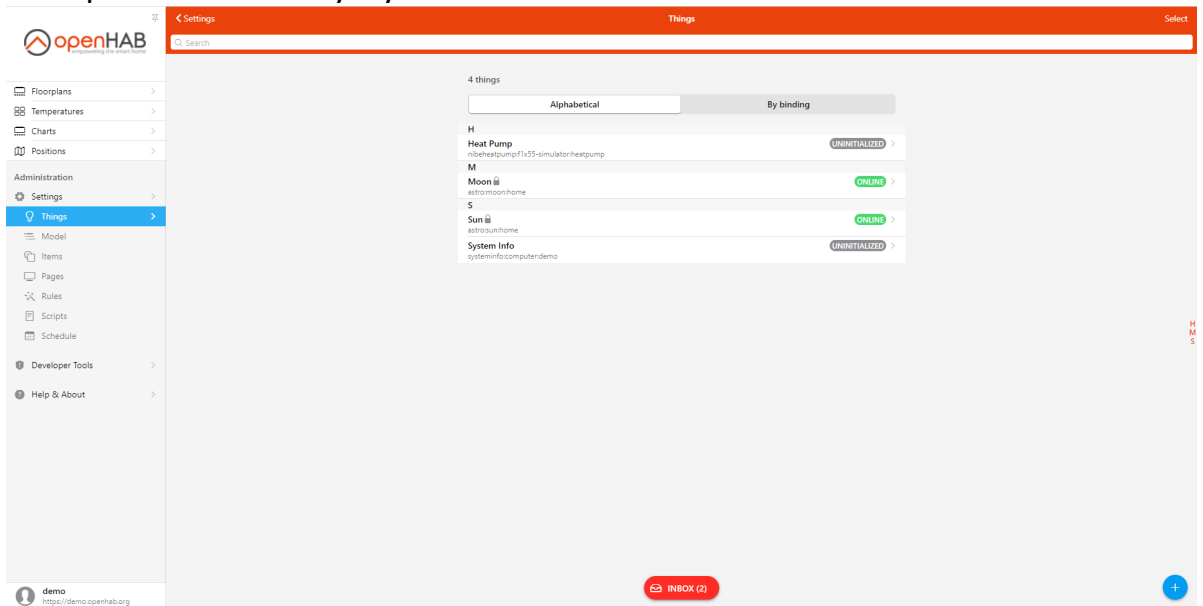 openHAB
empowering the smart home
Floorplans
Temperatures
Charts
Positions
Administration
Settings
Things
Model
Items
Pages
Rules
Scripts
Schedule
Developer Tools
Help & About
demo
https://demo.openhab.org
Settings
Things
Select
Search
4 things
Alphabetical
By binding
H
Heat Pump
UNINITIALIZED
nibeheatpump:f1x55-simulator:heatpump
M
Moon
ONLINE
astro:moon:home
S
Sun
ONLINE
astro:sun:home
System Info
UNINITIALIZED
systeminfo:computer:demo
H
M
S
INBOX (2)